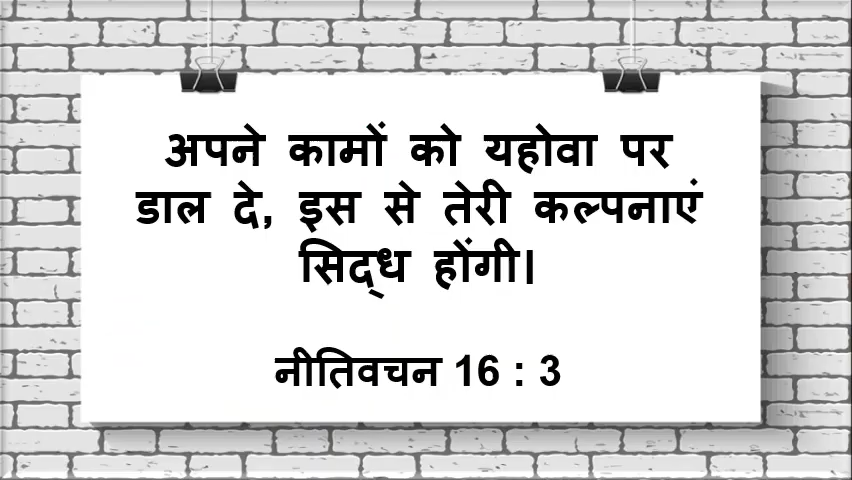 अपने कामों को यहोवा पर
डाल दे, इस से तेरी कल्पनाएं
सिद्ध होंगी।
नीतिवचन 16 : 3